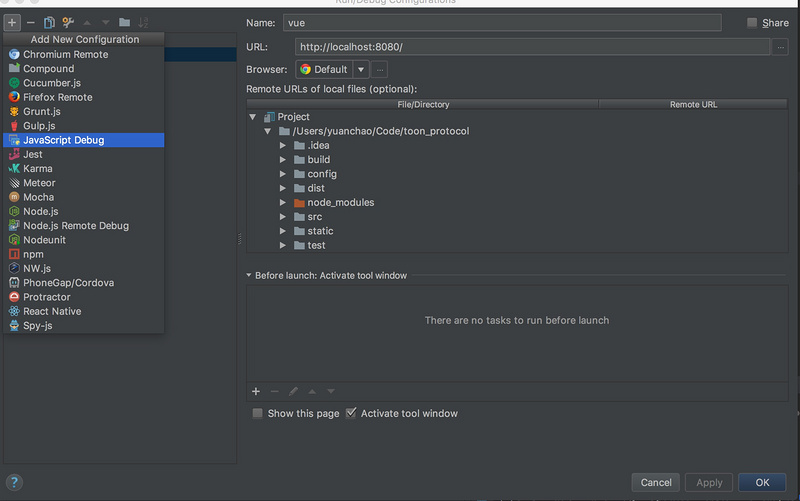 Run/Debug Configurations
Name: vue Share
Add New Configuration
Chromium Remote
Compound
Cucumber.js
Firefox Remote
Grunt.js
Gulp.js
JavaScript Debug
Jest
Karma
Meteor
Mocha
Node.js
Node.js Remote Debug
Nodeunit
npm
NW.js
PhoneGap/Cordova
Protractor
React Native
Spy-js
URL: http://localhost:8080/ ...
Browser: Default ...
Remote URLs of local files (optional):
File/Directory Remote URL
Project
/Users/yuanchao/Code/toon_protocol
.idea
build
config
dist
node_modules
src
static
test
Before launch: Activate tool window
There are no tasks to run before launch
Show this page Activate tool window
? Cancel Apply OK